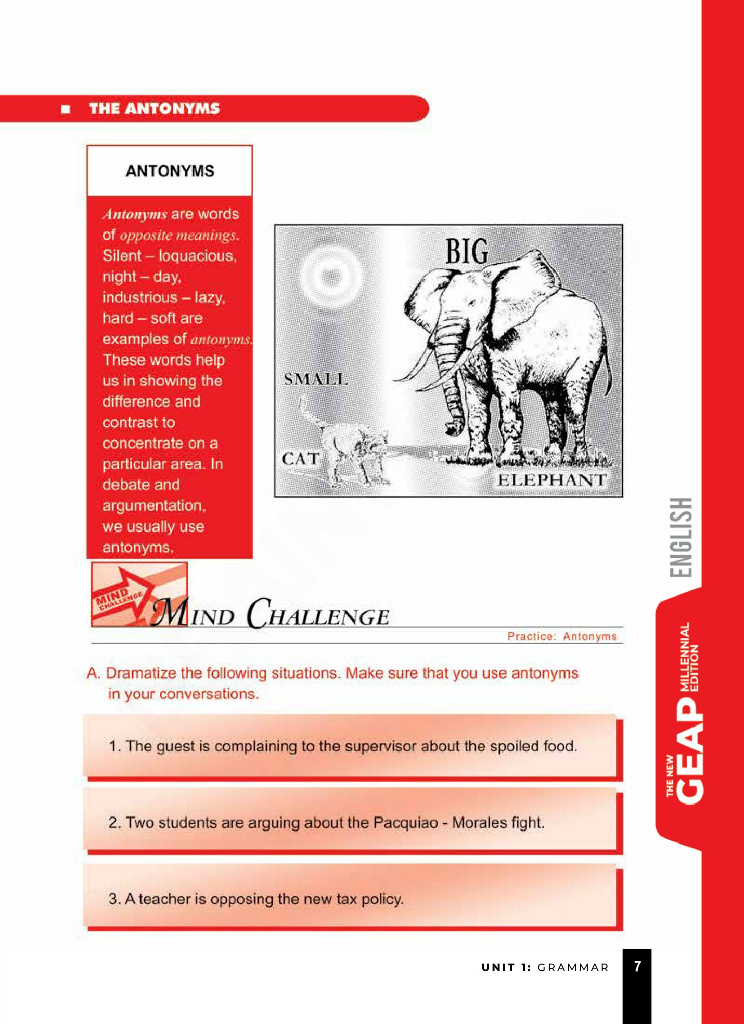 THE ANTONYMS
ANTONYMS
Antonyms are words
of opposite meanings.
Silent – loquacious,
night – day,
industrious – lazy,
hard – soft are
examples of antonyms.
These words help
us in showing the
difference and
contrast to
concentrate on a
particular area. In
debate and
argumentation,
we usually use
antonyms.
BIG
SMALL
CAT
ELEPHANT
MIND
CHALLENGE
MIND CHALLENGE
Practice: Antonyms
A. Dramatize the following situations. Make sure that you use antonyms
in your conversations.
1. The guest is complaining to the supervisor about the spoiled food.
2. Two students are arguing about the Pacquiao - Morales fight.
3. A teacher is opposing the new tax policy.
ENGLISH
THE NEW
GEAP
MILLENNIAL
EDITION
UNIT 1: GRAMMAR
7